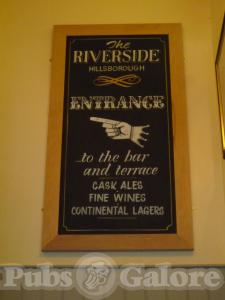 The
RIVERSIDE
HILLSBOROUGH
ENTRANCE
...to the bar
and terrace
CASK ALES
FINE WINES
CONTINENTAL LAGERS
PUBS GALORE